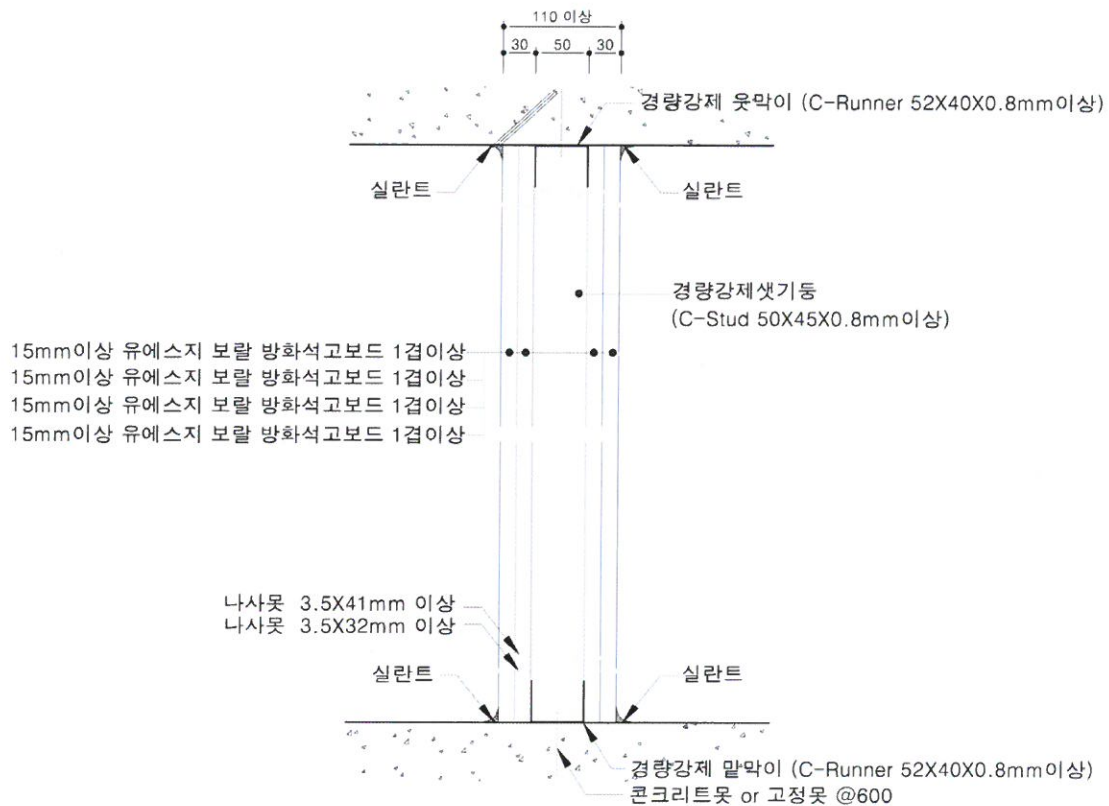 110 이상
30 50 30
경량강제 웃막이 (C-Runner 52X40X0.8mm이상)
실란트
실란트
경량강제샛기둥
(C-Stud 50X45X0.8mm이상)
15mm이상 유에스지 보랄 방화석고보드 1겹이상
15mm이상 유에스지 보랄 방화석고보드 1겹이상
15mm이상 유에스지 보랄 방화석고보드 1겹이상
15mm이상 유에스지 보랄 방화석고보드 1겹이상
나사못 3.5X41mm 이상
나사못 3.5X32mm 이상
실란트
실란트
경량강제 밑막이 (C-Runner 52X40X0.8mm이상)
콘크리트못 or 고정못 @600